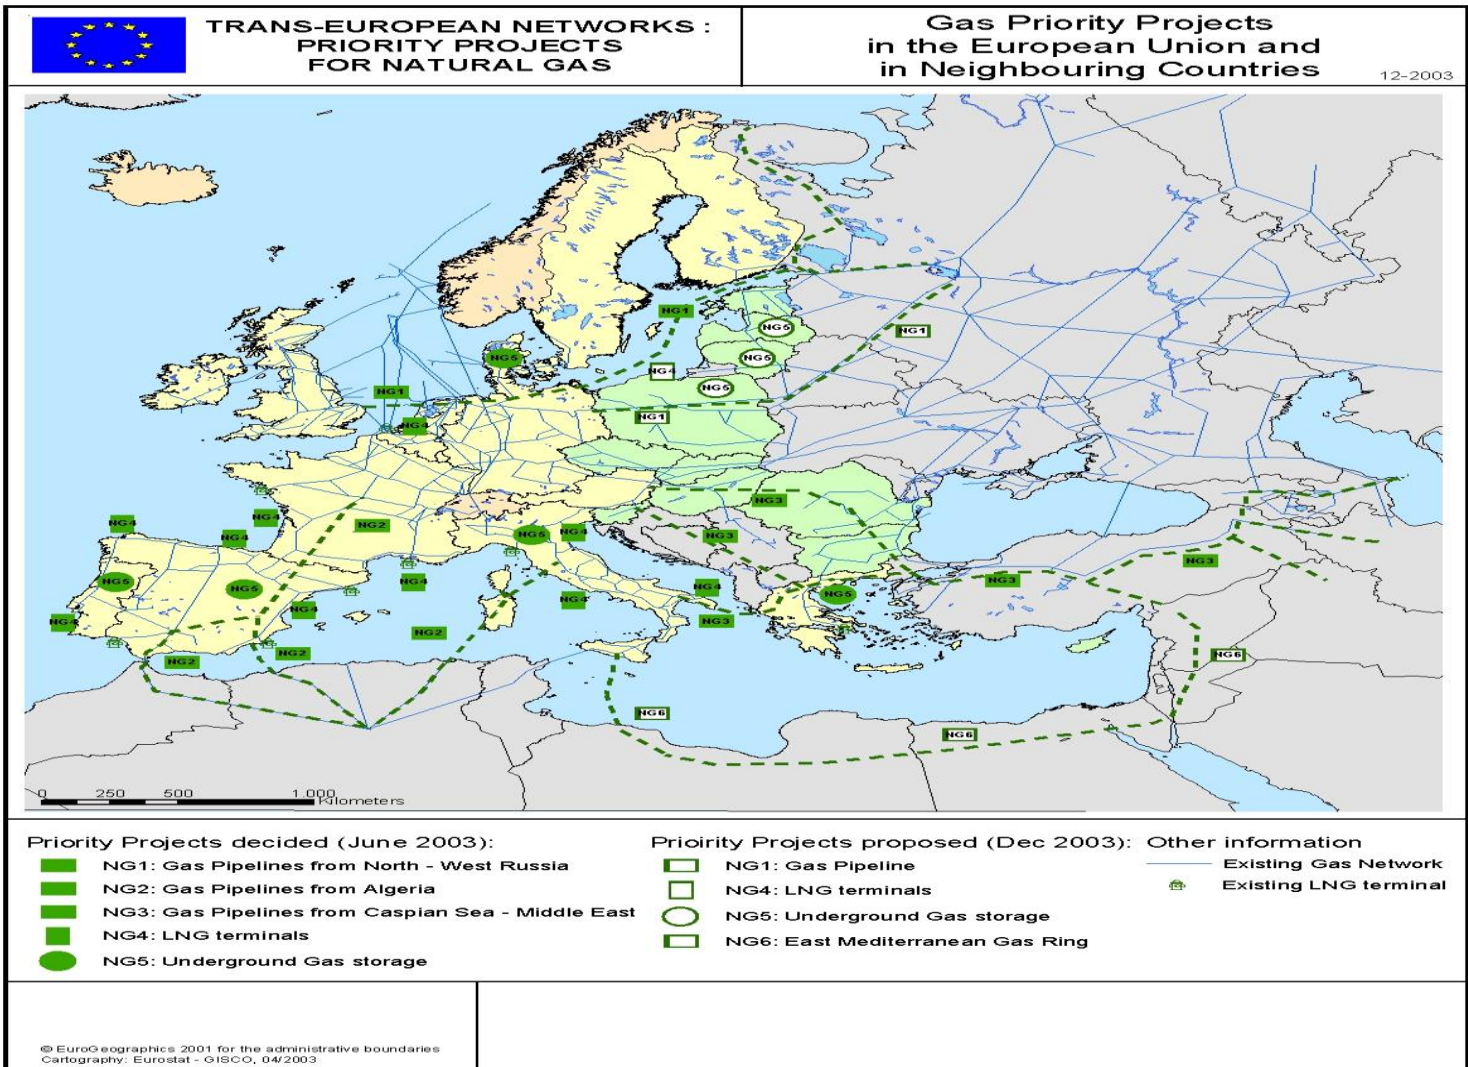 TRANS-EUROPEAN NETWORKS :
PRIORITY PROJECTS
FOR NATURAL GAS
Gas Priority Projects
in the European Union and
in Neighbouring Countries
12-2003
NG1
NG5
NG1
NG5
NG5
NG4
NG5
NG1
NG1
NG4
NG3
NG4
NG4
NG2
NG4
NG5
NG4
NG3
NG3
NG5
NG5
NG4
NG4
NG3
NG5
NG4
NG4
NG4
NG3
NG2
NG2
NG2
NG6
NG6
NG6
0 250 500 1.000
Kilometers
Priority Projects decided (June 2003):
NG1: Gas Pipelines from North - West Russia
NG2: Gas Pipelines from Algeria
NG3: Gas Pipelines from Caspian Sea - Middle East
NG4: LNG terminals
NG5: Underground Gas storage
Prioirity Projects proposed (Dec 2003):
NG1: Gas Pipeline
NG4: LNG terminals
NG5: Underground Gas storage
NG6: East Mediterranean Gas Ring
Other information
Existing Gas Network
Existing LNG terminal
© EuroGeographics 2001 for the administrative boundaries
Cartography: Eurostat - GISCO, 04/2003